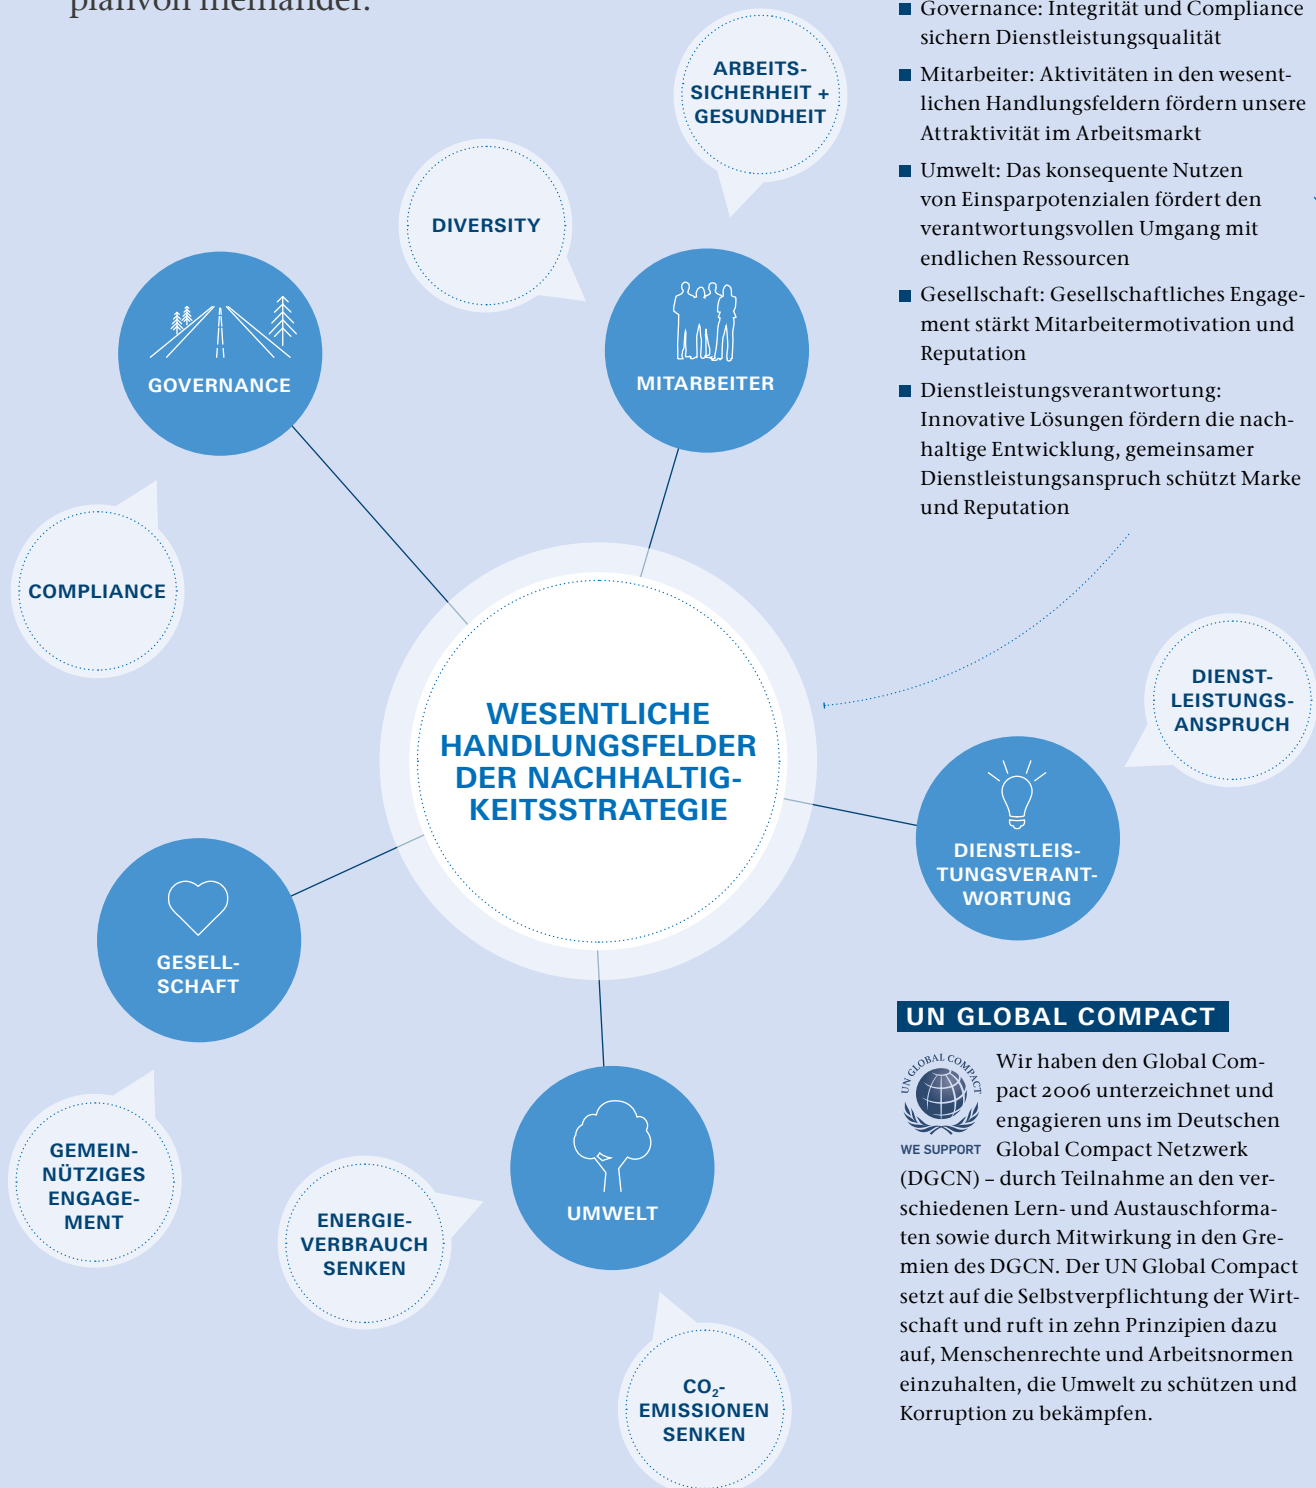 planvoll ineinander.
Governance: Integrität und Compliance
sichern Dienstleistungsqualität
Mitarbeiter: Aktivitäten in den wesent-
lichen Handlungsfeldern fördern unsere
Attraktivität im Arbeitsmarkt
Umwelt: Das konsequente Nutzen
von Einsparpotenzialen fördert den
verantwortungsvollen Umgang mit
endlichen Ressourcen
Gesellschaft: Gesellschaftliches Engage-
ment stärkt Mitarbeitermotivation und
Reputation
Dienstleistungsverantwortung:
Innovative Lösungen fördern die nach-
haltige Entwicklung, gemeinsamer
Dienstleistungsanspruch schützt Marke
und Reputation
ARBEITS-
SICHERHEIT +
GESUNDHEIT
DIVERSITY
GOVERNANCE
MITARBEITER
COMPLIANCE
WESENTLICHE
HANDLUNGSFELDER
DER NACHHALTIG-
KEITSSTRATEGIE
DIENST-
LEISTUNGS-
ANSPRUCH
DIENSTLEIS-
TUNGSVERANT-
WORTUNG
GESELL-
SCHAFT
GEMEIN-
NÜTZIGES
ENGAGE-
MENT
ENERGIE-
VERBRAUCH
SENKEN
UMWELT
CO₂-
EMISSIONEN
SENKEN
UN GLOBAL COMPACT
UN GLOBAL COMPACT
WE SUPPORT
Wir haben den Global Com-
pact 2006 unterzeichnet und
engagieren uns im Deutschen
Global Compact Netzwerk
(DGCN) – durch Teilnahme an den ver-
schiedenen Lern- und Austauschforma-
ten sowie durch Mitwirkung in den Gre-
mien des DGCN. Der UN Global Compact
setzt auf die Selbstverpflichtung der Wirt-
schaft und ruft in zehn Prinzipien dazu
auf, Menschenrechte und Arbeitsnormen
einzuhalten, die Umwelt zu schützen und
Korruption zu bekämpfen.